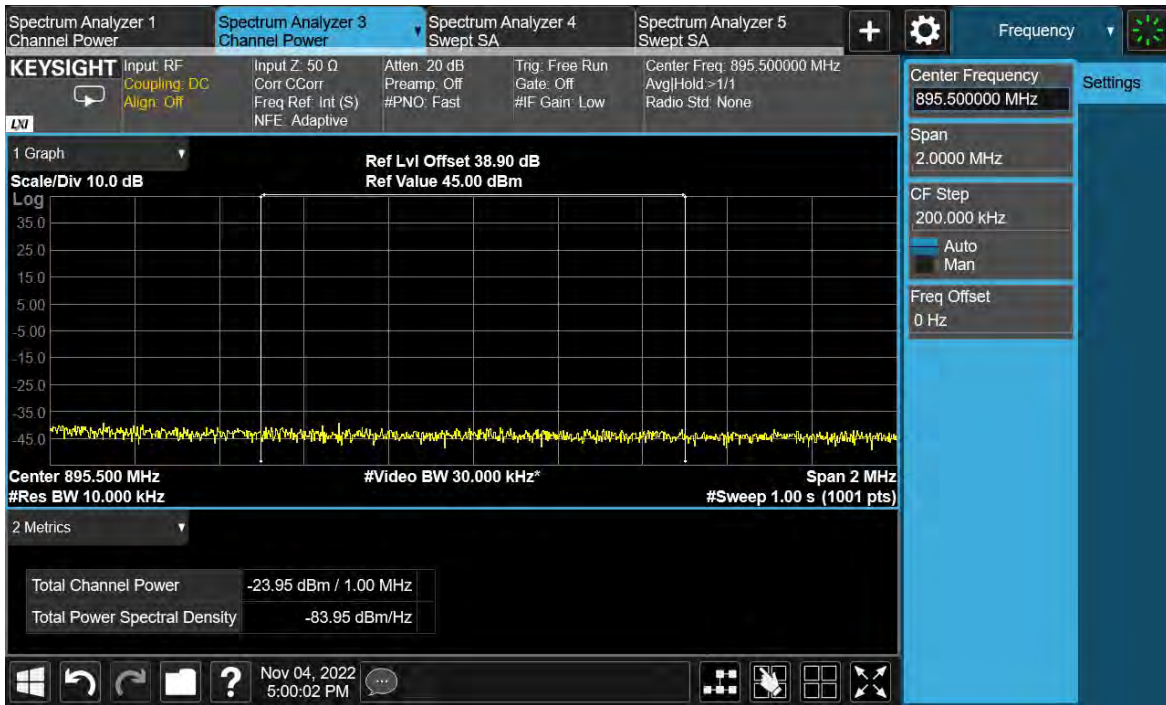 Spectrum Analyzer 1
Channel Power
Spectrum Analyzer 3
Channel Power
Spectrum Analyzer 4
Swept SA
Spectrum Analyzer 5
Swept SA
+
Frequency
KEYSIGHT
LXI
Input: RF
Coupling: DC
Align: Off
Input Z: 50 Ω
Corr CCorr
Freq Ref: Int (S)
NFE: Adaptive
Atten: 20 dB
Preamp: Off
#PNO: Fast
Trig: Free Run
Gate: Off
#IF Gain: Low
Center Freq: 895.500000 MHz
Avg|Hold:>1/1
Radio Std: None
Center Frequency
895.500000 MHz
Span
2.0000 MHz
CF Step
200.000 kHz
Auto
Man
Freq Offset
0 Hz
Settings
1 Graph
Scale/Div 10.0 dB
Ref Lvl Offset 38.90 dB
Ref Value 45.00 dBm
Log
35.0
25.0
15.0
5.00
-5.00
-15.0
-25.0
-35.0
-45.0
Center 895.500 MHz
#Video BW 30.000 kHz*
Span 2 MHz
#Res BW 10.000 kHz
#Sweep 1.00 s (1001 pts)
2 Metrics
Total Channel Power -23.95 dBm / 1.00 MHz
Total Power Spectral Density -83.95 dBm/Hz
?
Nov 04, 2022
5:00:02 PM